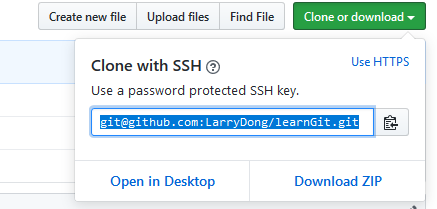 Create new file Upload files Find File Clone or download
Clone with SSH Use HTTPS
Use a password protected SSH key.
git@github.com:LarryDong/learnGit.git
Open in Desktop Download ZIP